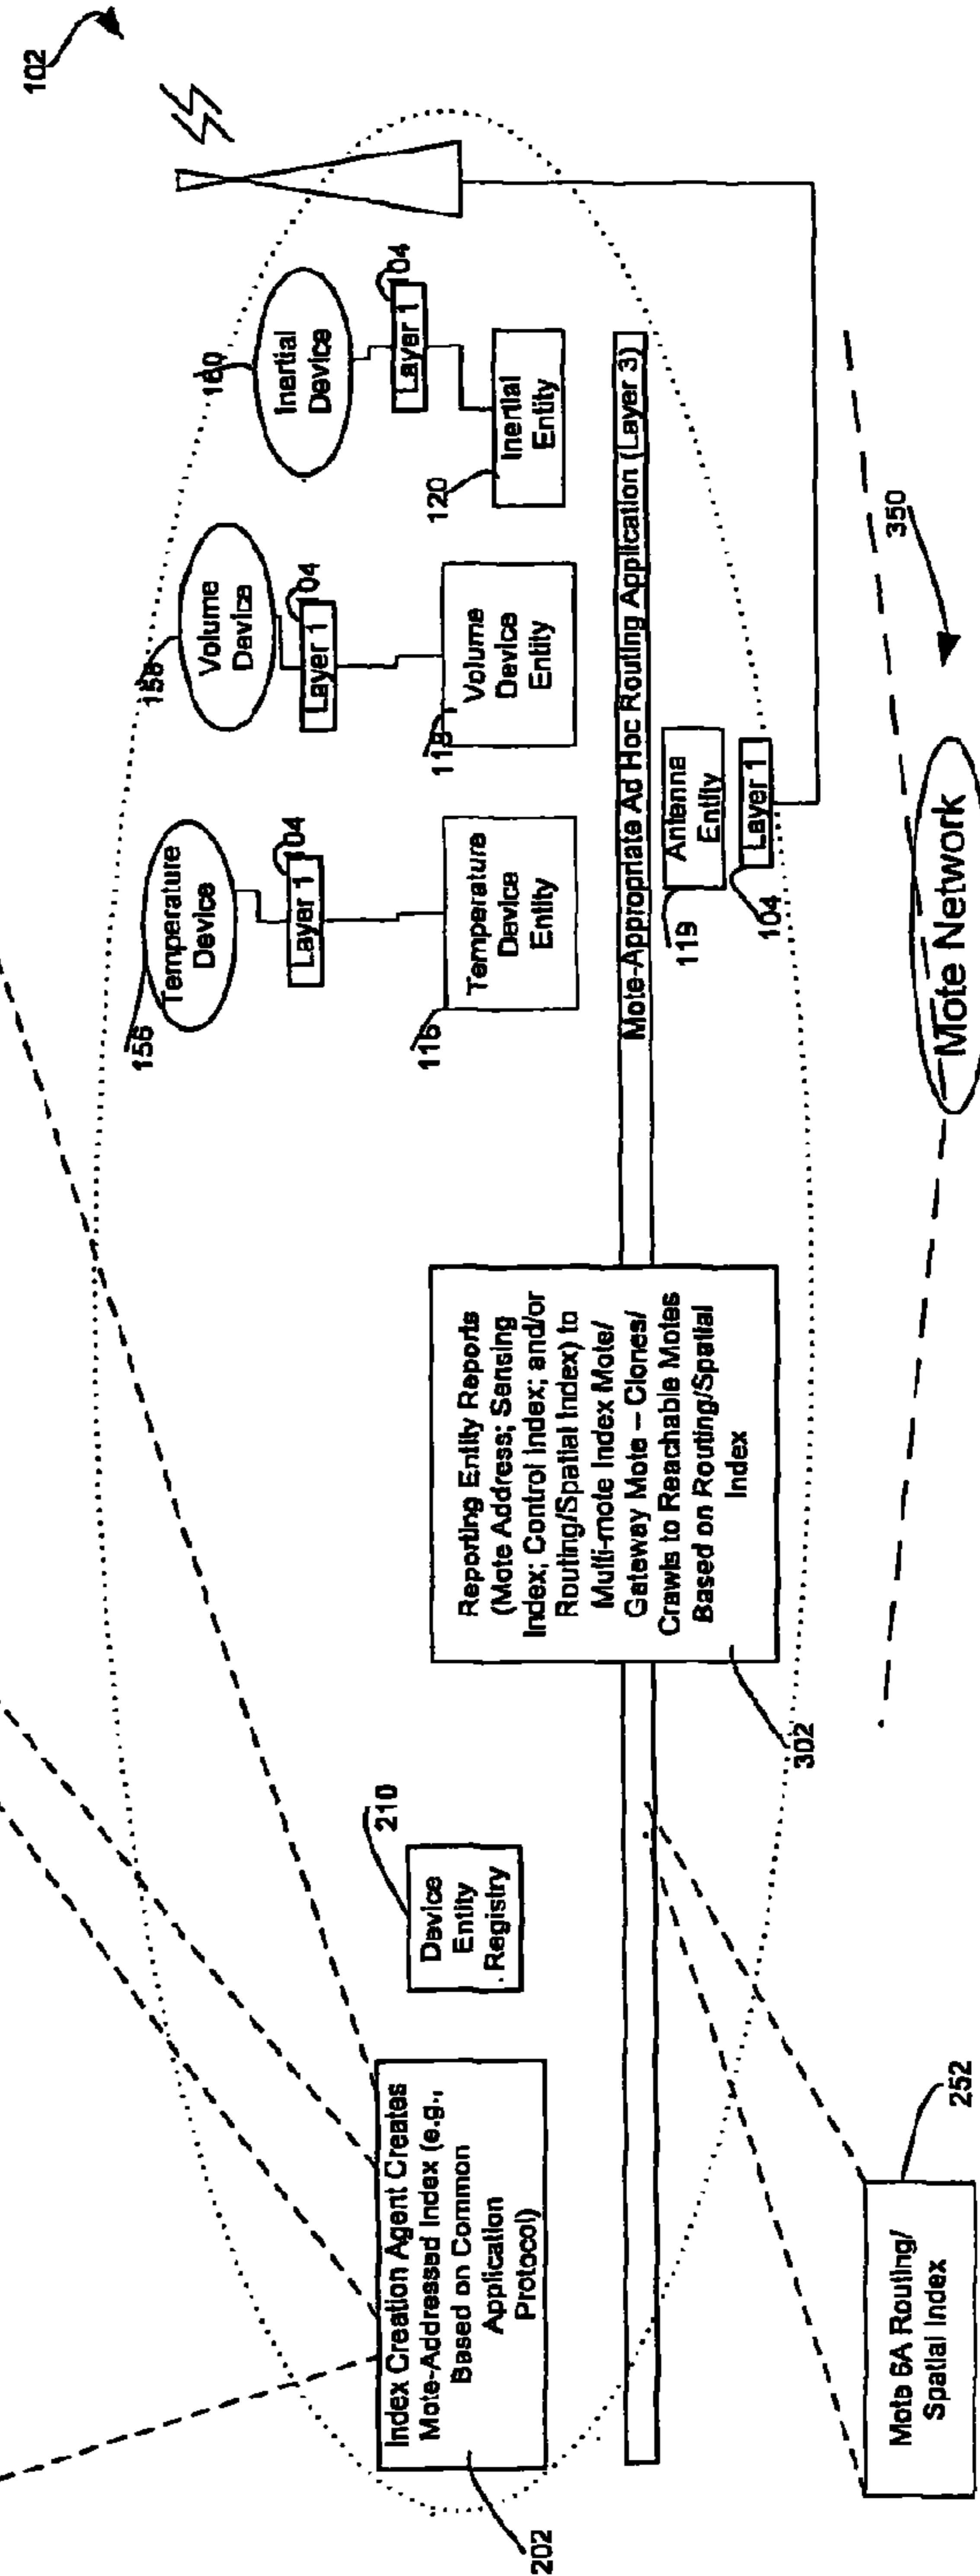 102
156
Temperature
Device
Volume
Device
160
Inertial
Device
Layer 1
104
Layer 1
104
Layer 1
104
202
Index Creation Agent Creates
Mote-Addressed Index (e.g.,
Based on Common
Application
Protocol)
210
Device
Entity
Registry
116
Temperature
Device
Entity
118
Volume
Device
Entity
120
Inertial
Entity
302
Reporting Entity Reports
(Mote Address; Sensing
Index; Control Index; and/or
Routing/Spatial Index) to
Multi-mote Index Mote/
Gateway Mote – Clones/
Crawls to Reachable Motes
Based on Routing/Spatial
Index
Mote-Appropriate Ad Hoc Routing Application (Layer 3)
119
Antenna
Entity
104
Layer 1
252
Mote 6A Routing/
Spatial Index
350
Mote Network